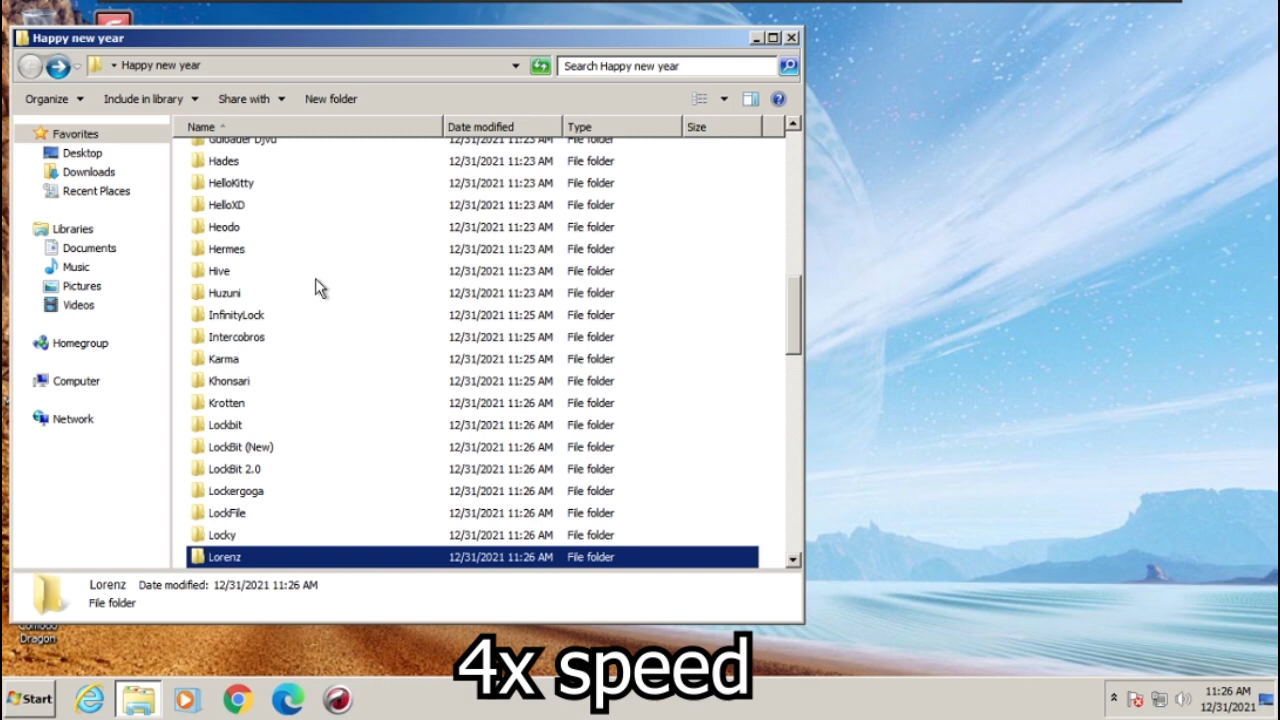 Happy new year
Happy new year
Search Happy new year
Organize Include in library Share with New folder
Name Date modified Type Size
Favorites
Desktop
Downloads
Recent Places
Libraries
Documents
Music
Pictures
Videos
Homegroup
Computer
Network
Guloader Djvu 12/31/2021 11:23 AM File folder
Hades 12/31/2021 11:23 AM File folder
HelloKitty 12/31/2021 11:23 AM File folder
HelloXD 12/31/2021 11:23 AM File folder
Heodo 12/31/2021 11:23 AM File folder
Hermes 12/31/2021 11:23 AM File folder
Hive 12/31/2021 11:23 AM File folder
Huzuni 12/31/2021 11:23 AM File folder
InfinityLock 12/31/2021 11:25 AM File folder
Intercobros 12/31/2021 11:25 AM File folder
Karma 12/31/2021 11:25 AM File folder
Khonsari 12/31/2021 11:25 AM File folder
Krotten 12/31/2021 11:26 AM File folder
Lockbit 12/31/2021 11:26 AM File folder
LockBit (New) 12/31/2021 11:26 AM File folder
LockBit 2.0 12/31/2021 11:26 AM File folder
Lockergoga 12/31/2021 11:26 AM File folder
LockFile 12/31/2021 11:26 AM File folder
Locky 12/31/2021 11:26 AM File folder
Lorenz 12/31/2021 11:26 AM File folder
Lorenz Date modified: 12/31/2021 11:26 AM
File folder
Comodo
Dragon
4x speed
Start
11:26 AM
12/31/2021